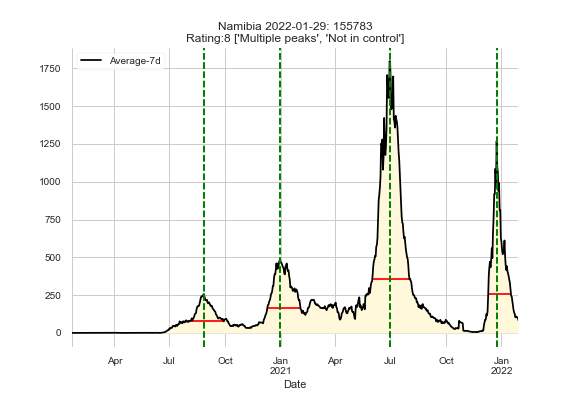 Namibia 2022-01-29: 155783
Rating:8 ['Multiple peaks', 'Not in control']
Average-7d
1750
1500
1250
1000
750
500
250
0
Apr
Jul
Oct
Jan
2021
Apr
Jul
Oct
Jan
2022
Date